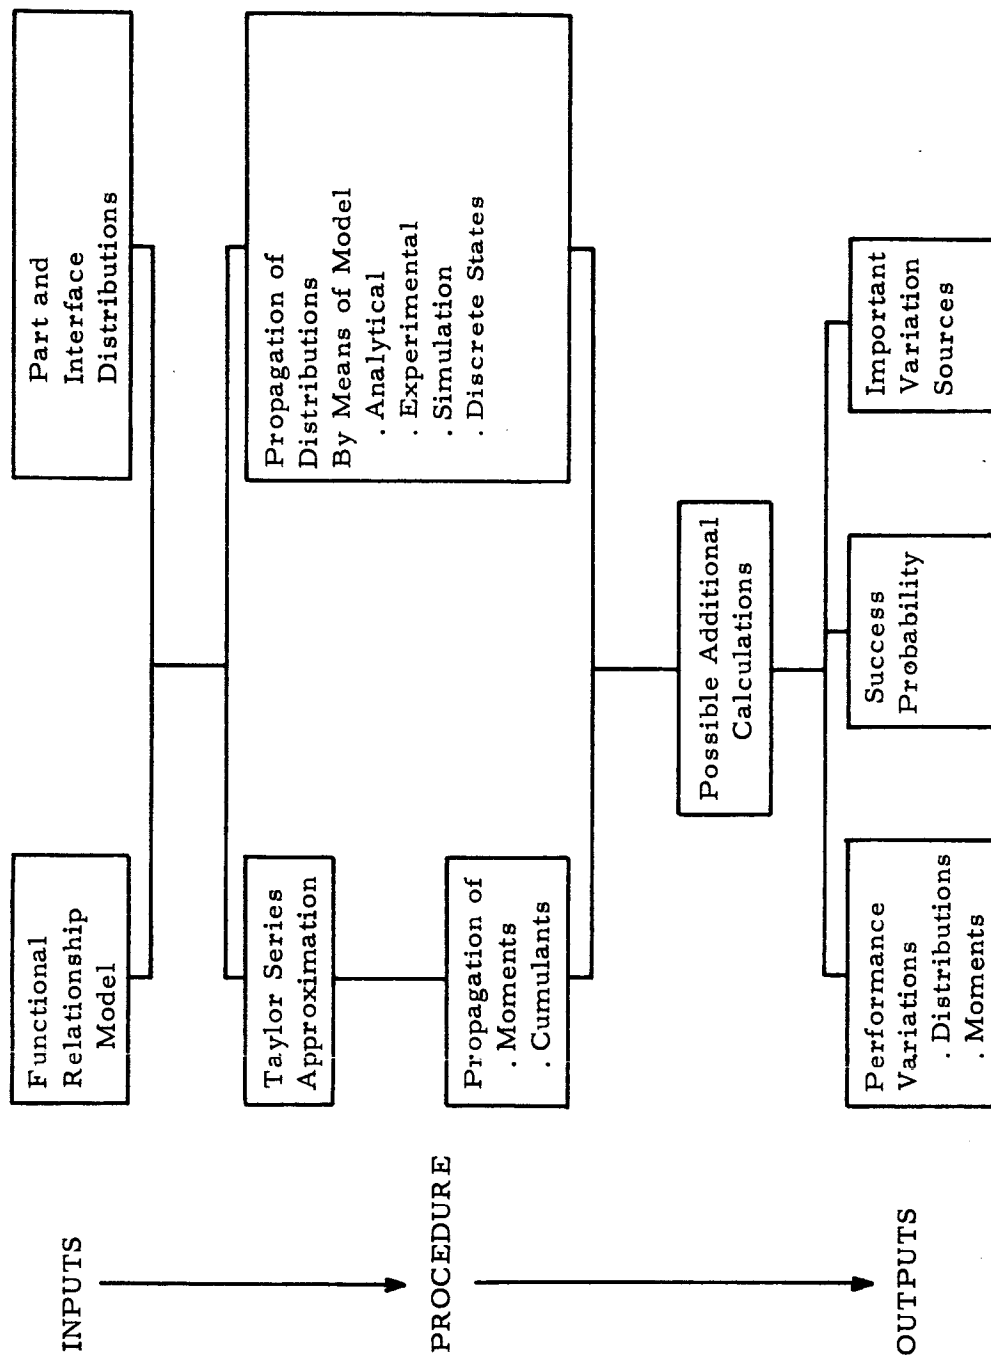 INPUTS
Functional
Relationship
Model
Part and
Interface
Distributions
PROCEDURE
Taylor Series
Approximation
Propagation of
. Moments
. Cumulants
Propagation of
Distributions
By Means of Model
. Analytical
. Experimental
. Simulation
. Discrete States
Possible Additional
Calculations
OUTPUTS
Performance
Variations
. Distributions
. Moments
Success
Probability
Important
Variation
Sources